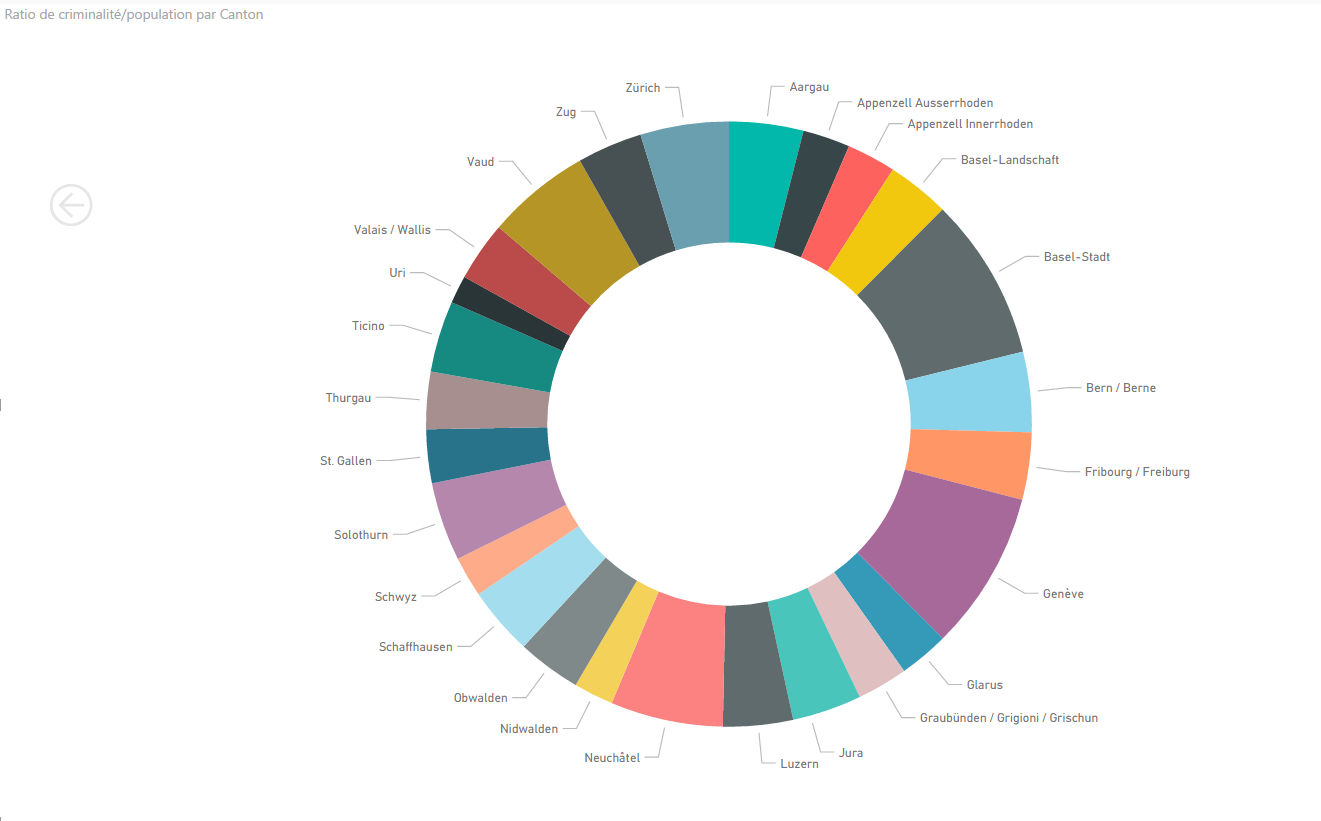 Ratio de criminalité/population par Canton
Zürich
Aargau
Appenzell Ausserrhoden
Zug
Appenzell Innerrhoden
Basel-Landschaft
Vaud
Valais / Wallis
Basel-Stadt
Uri
Ticino
Bern / Berne
Thurgau
St. Gallen
Fribourg / Freiburg
Solothurn
Genève
Schwyz
Schaffhausen
Glarus
Obwalden
Graubünden / Grigioni / Grischun
Nidwalden
Jura
Neuchâtel
Luzern